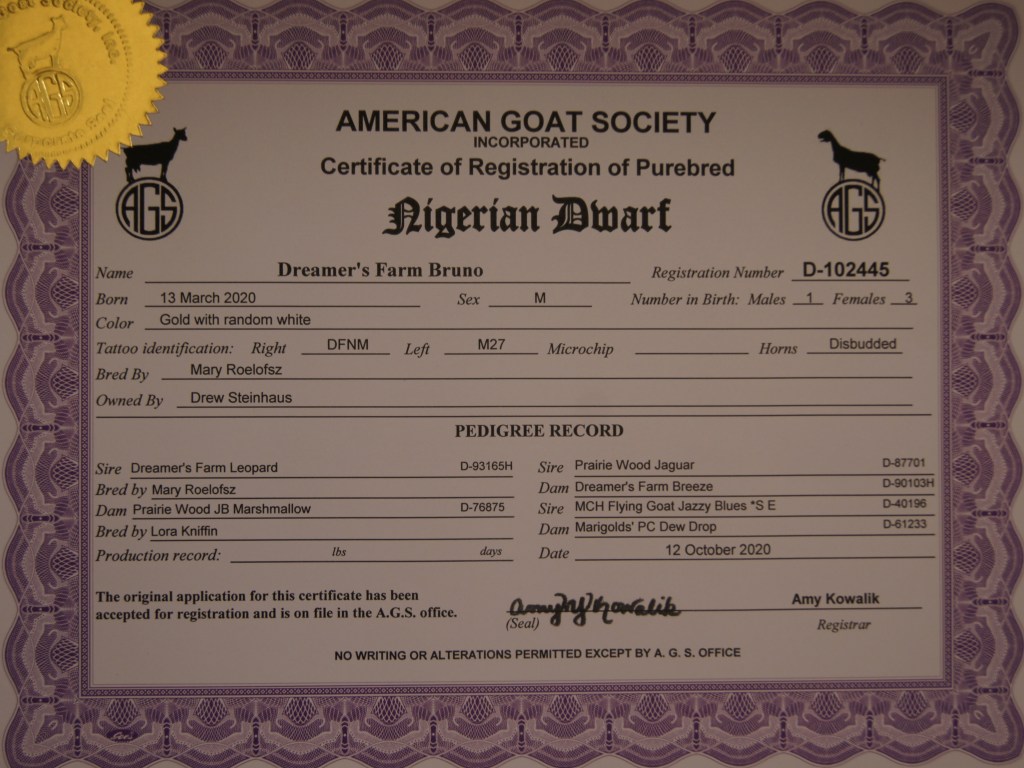 AMERICAN GOAT SOCIETY
INCORPORATED
Certificate of Registration of Purebred
Nigerian Dwarf
AGS
AGS
AGS
Name Dreamer's Farm Bruno Registration Number D-102445
Born 13 March 2020 Sex M Number in Birth: Males 1 Females 3
Color Gold with random white
Tattoo identification: Right DFNM Left M27 Microchip Horns Disbudded
Bred By Mary Roelofsz
Owned By Drew Steinhaus
PEDIGREE RECORD
Sire Dreamer's Farm Leopard D-93165H
Bred by Mary Roelofsz
Dam Prairie Wood JB Marshmallow D-76875
Bred by Lora Kniffin
Production record: lbs days
Sire Prairie Wood Jaguar D-87701
Dam Dreamer's Farm Breeze D-90103H
Sire MCH Flying Goat Jazzy Blues *S E D-40196
Dam Marigolds' PC Dew Drop D-61233
Date 12 October 2020
The original application for this certificate has been
accepted for registration and is on file in the A.G.S. office.
Amy Kowalik
(Seal)
Amy Kowalik
Registrar
NO WRITING OR ALTERATIONS PERMITTED EXCEPT BY A. G. S. OFFICE